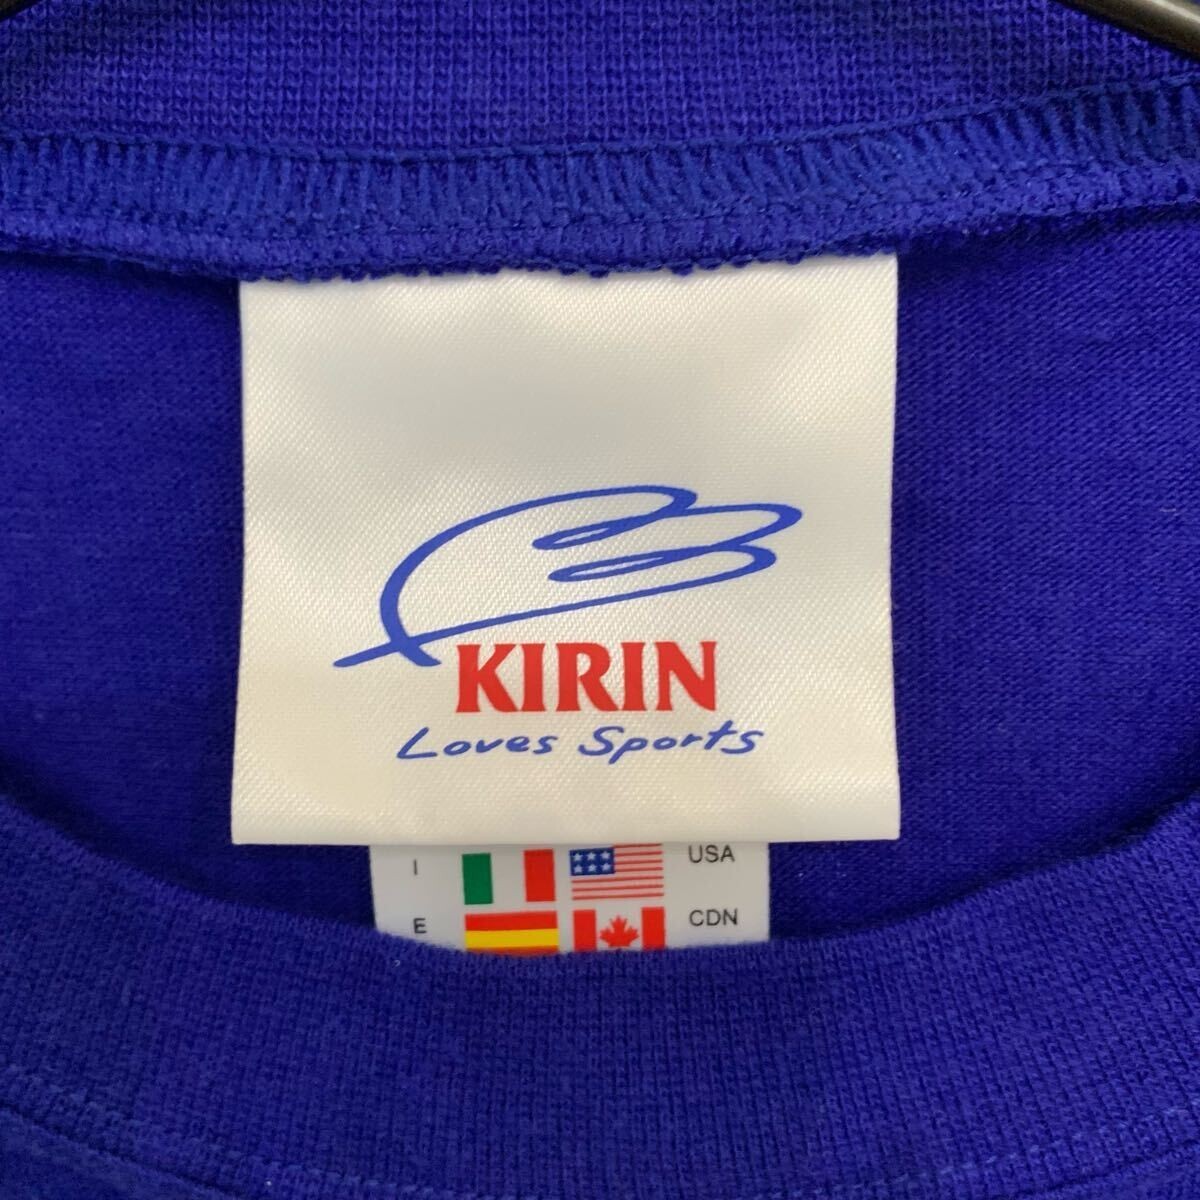 KIRIN
Loves Sports
I USA
E CDN